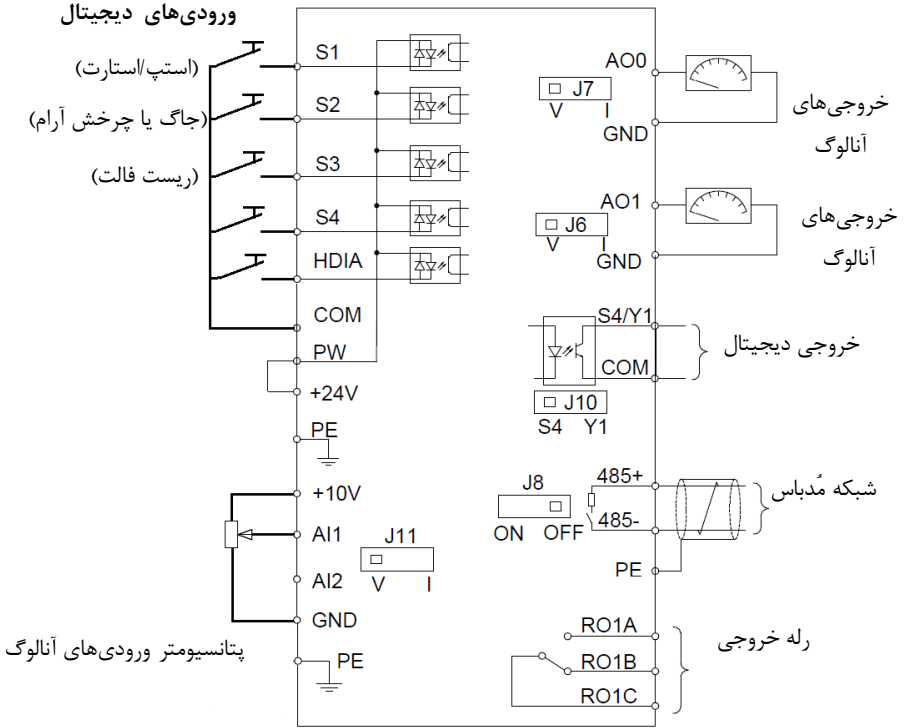 ورودی‌های دیجیتال
S1
(استپ/استارت)
S2
(جاگ یا چرخش آرام)
S3
(ریست فالت)
S4
HDIA
COM
PW
+24V
PE
+10V
AI1
AI2
GND
PE
پتانسیومتر ورودی‌های آنالوگ
J11
V I
AO0
J7
V I
GND
خروجی‌های
آنالوگ
AO1
J6
V I
GND
خروجی‌های
آنالوگ
S4/Y1
COM
خروجی دیجیتال
J10
S4 Y1
J8
ON OFF
485+
485-
PE
شبکه مُدباس
RO1A
RO1B
RO1C
رله خروجی